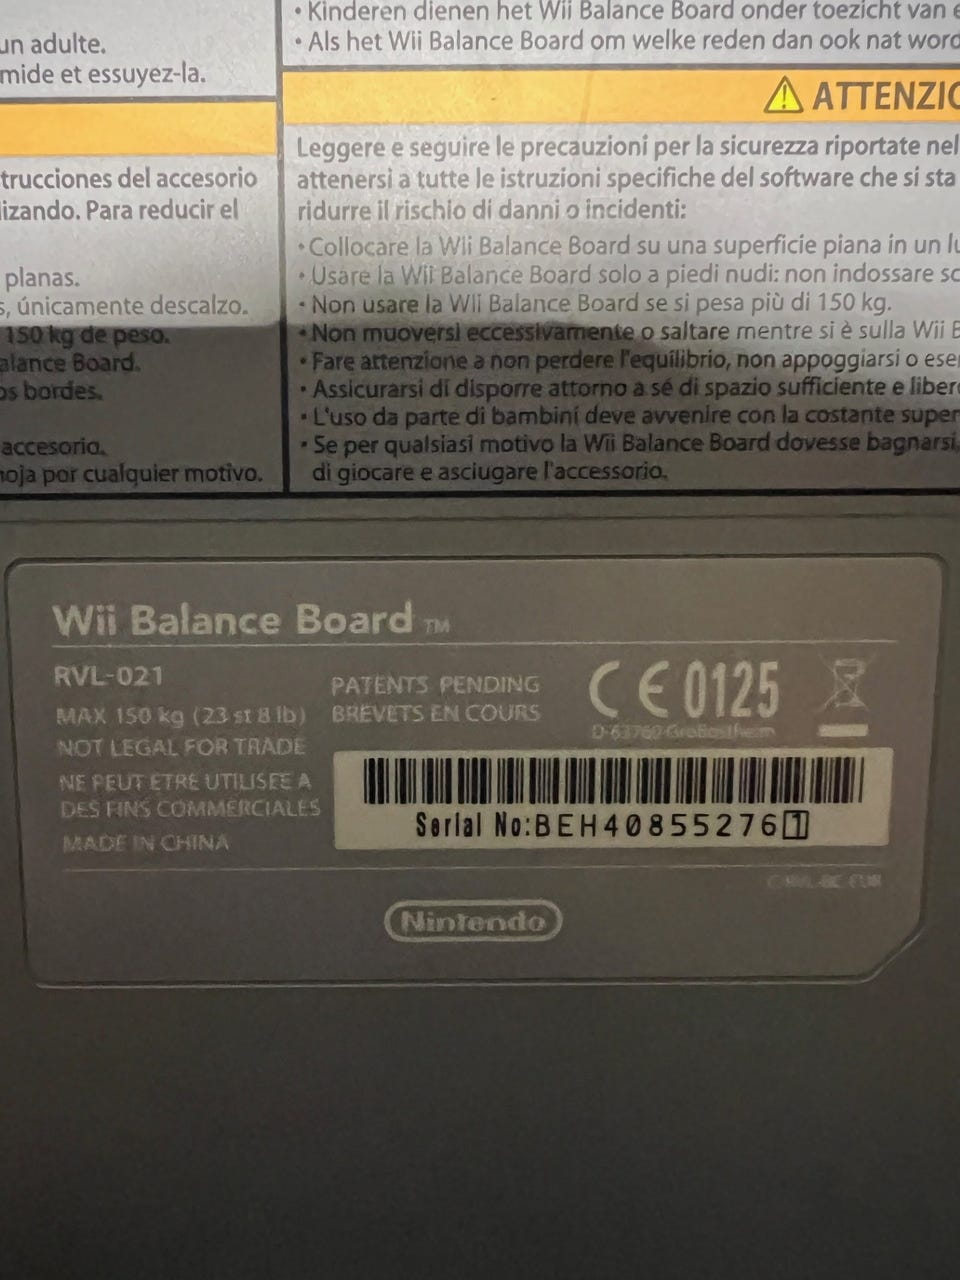 • Kinderen dienen het Wii Balance Board onder toezicht van
• Als het Wii Balance Board om welke reden dan ook nat word
un adulte.
mide et essuyez-la.
trucciones del accesorio
lizando. Para reducir el
planas.
s, únicamente descalzo.
150 kg de peso.
alance Board.
os bordes.
accesorio.
noja por cualquier motivo.
⚠ ATTENZIO
Leggere e seguire le precauzioni per la sicurezza riportate nel
attenersi a tutte le istruzioni specifiche del software che si sta
ridurre il rischio di danni o incidenti:
• Collocare la Wii Balance Board su una superficie piana in un lu
• Usare la Wii Balance Board solo a piedi nudi: non indossare sc
• Non usare la Wii Balance Board se si pesa più di 150 kg.
• Non muoversi eccessivamente o saltare mentre si è sulla Wii B
• Fare attenzione a non perdere l'equilibrio, non appoggiarsi o eser
• Assicurarsi di disporre attorno a sé di spazio sufficiente e libero
• L'uso da parte di bambini deve avvenire con la costante super
• Se per qualsiasi motivo la Wii Balance Board dovesse bagnarsi,
di giocare e asciugare l'accessorio.
Wii Balance Board ™
RVL-021
MAX 150 kg (23 st 8 lb)
NOT LEGAL FOR TRADE
NE PEUT ETRE UTILISEE A
DES FINS COMMERCIALES
MADE IN CHINA
PATENTS PENDING
BREVETS EN COURS
CE 0125
D-63760 Großostheim
Serial No:BEH408552761
C/RVL-BC-EUR
Nintendo